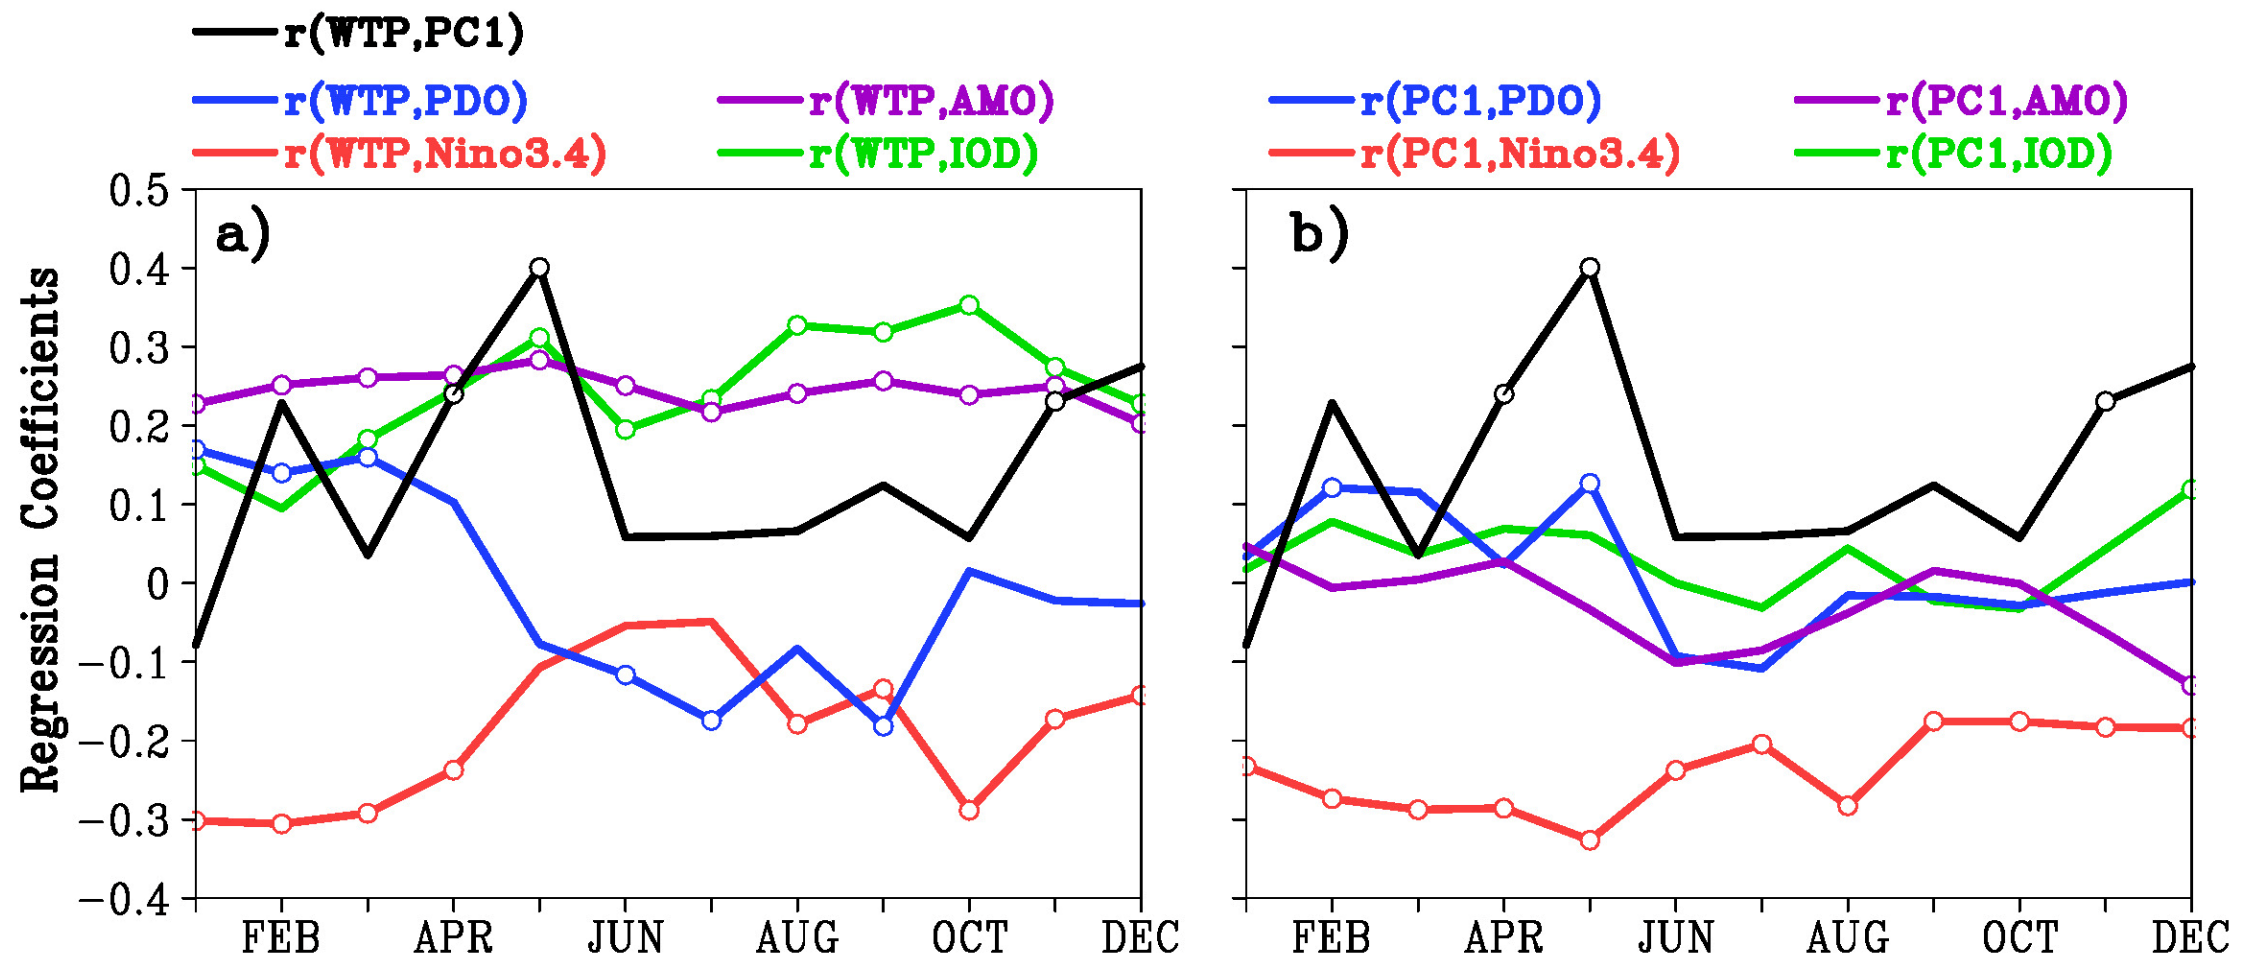 r(WTP,PC1)
r(WTP,PDO) r(WTP,AMO) r(PC1,PDO) r(PC1,AMO)
r(WTP,Nino3.4) r(WTP,IOD) r(PC1,Nino3.4) r(PC1,IOD)
a) b)
Regression Coefficients
0.5
0.4
0.3
0.2
0.1
0
−0.1
−0.2
−0.3
−0.4
FEB APR JUN AUG OCT DEC FEB APR JUN AUG OCT DEC